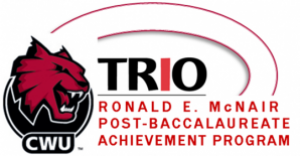 TRIO
RONALD E. McNAIR
POST-BACCALAUREATE
ACHIEVEMENT PROGRAM
CWU